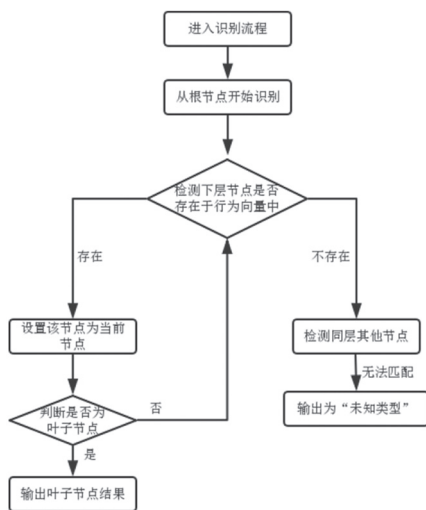 进入识别流程
从根节点开始识别
检测下层节点是否
存在于行为向量中
存在
不存在
设置该节点为当前
节点
检测同层其他节点
无法匹配
判断是否为
叶子节点
否
输出为“未知类型”
是
输出叶子节点结果